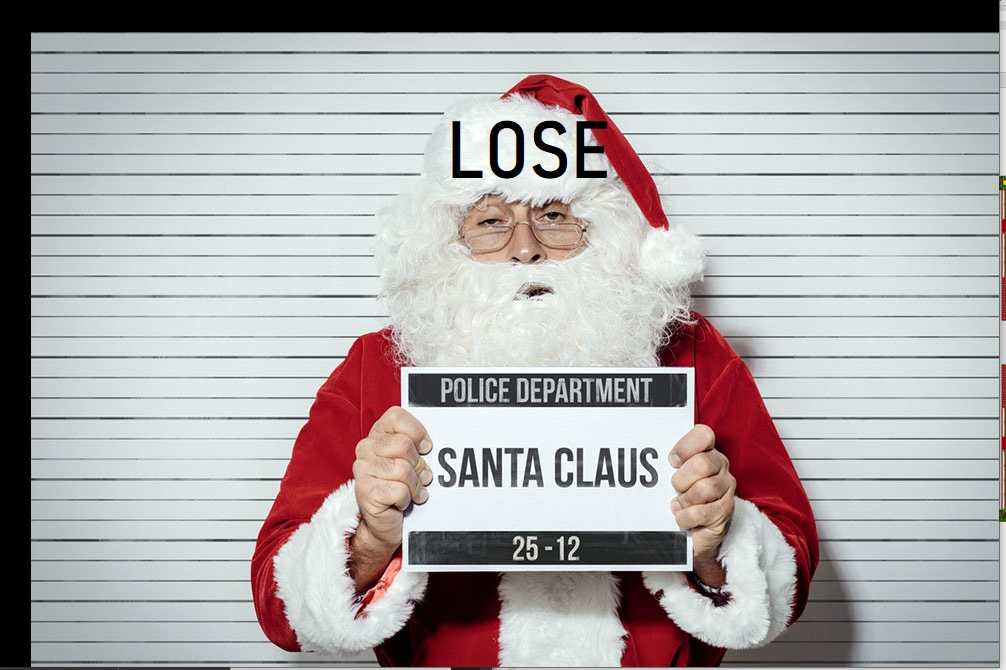 LOSE
POLICE DEPARTMENT
SANTA CLAUS
25-12